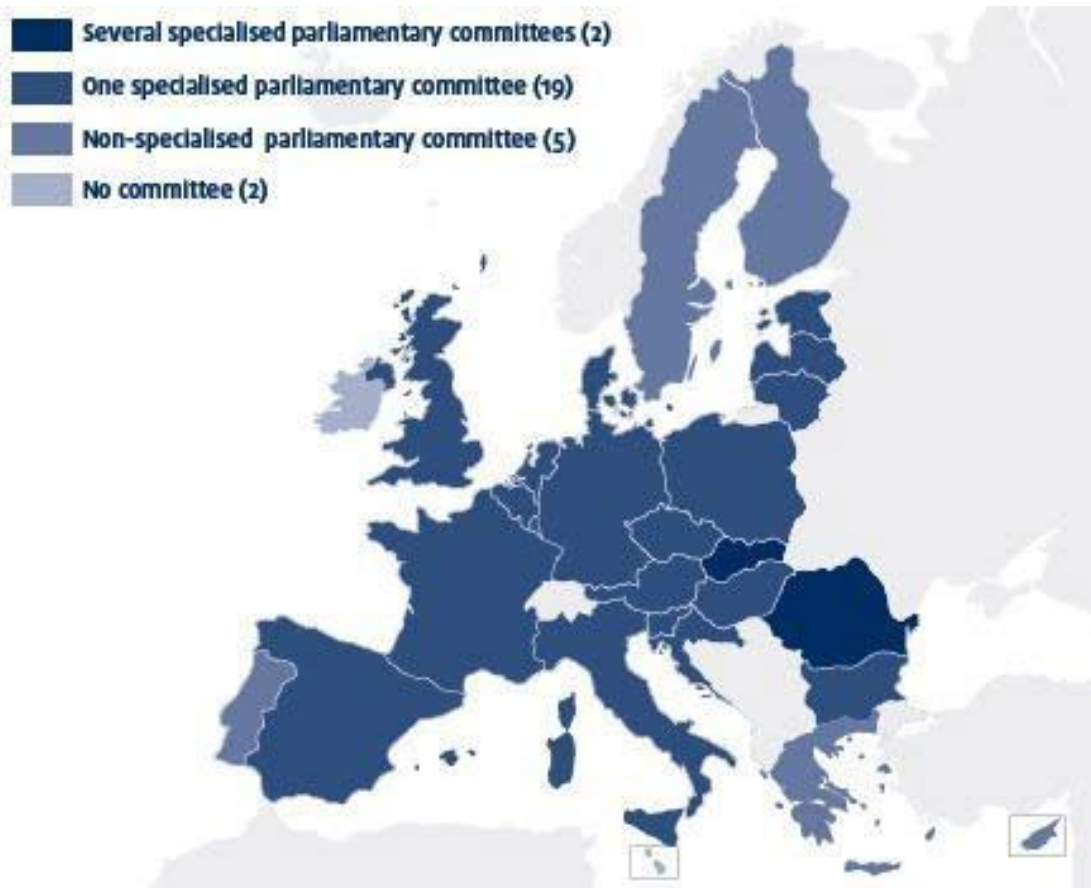 Several specialised parliamentary committees (2)
One specialised parliamentary committee (19)
Non-specialised parliamentary committee (5)
No committee (2)